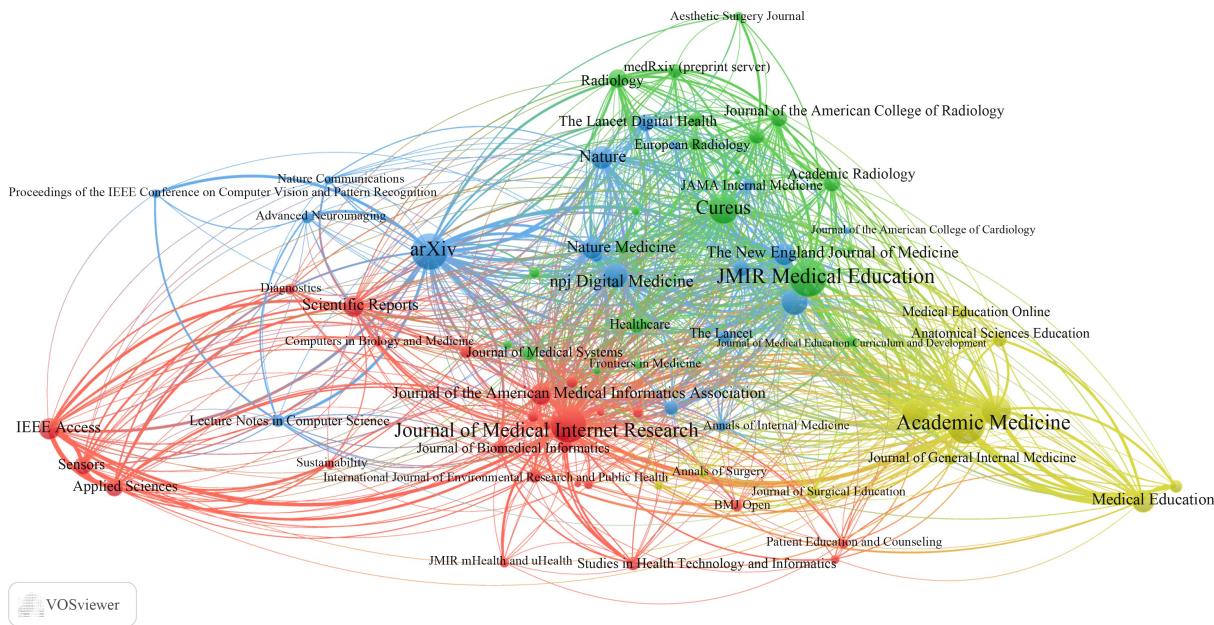 Aesthetic Surgery Journal
medRxiv (preprint server)
Radiology
Journal of the American College of Radiology
The Lancet Digital Health
European Radiology
Nature
Academic Radiology
Nature Communications
JAMA Internal Medicine
Proceedings of the IEEE Conference on Computer Vision and Pattern Recognition
Cureus
Advanced Neuroimaging
Journal of the American College of Cardiology
arXiv
Nature Medicine
The New England Journal of Medicine
npj Digital Medicine
JMIR Medical Education
Diagnostics
Scientific Reports
Medical Education Online
Healthcare
The Lancet
Anatomical Sciences Education
Computers in Biology and Medicine
Journal of Medical Education Curriculum and Development
Journal of Medical Systems
Frontiers in Medicine
Journal of the American Medical Informatics Association
Lecture Notes in Computer Science
IEEE Access
Journal of Medical Internet Research
Annals of Internal Medicine
Academic Medicine
Journal of Biomedical Informatics
Journal of General Internal Medicine
Sensors
Sustainability
Annals of Surgery
International Journal of Environmental Research and Public Health
Applied Sciences
Journal of Surgical Education
Medical Education
BMJ Open
Patient Education and Counseling
JMIR mHealth and uHealth
Studies in Health Technology and Informatics
VOSviewer